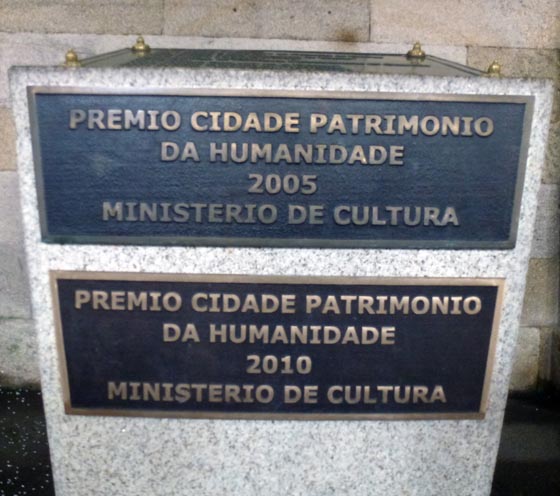 PREMIO CIDADE PATRIMONIO
DA HUMANIDADE
2005
MINISTERIO DE CULTURA
PREMIO CIDADE PATRIMONIO
DA HUMANIDADE
2010
MINISTERIO DE CULTURA